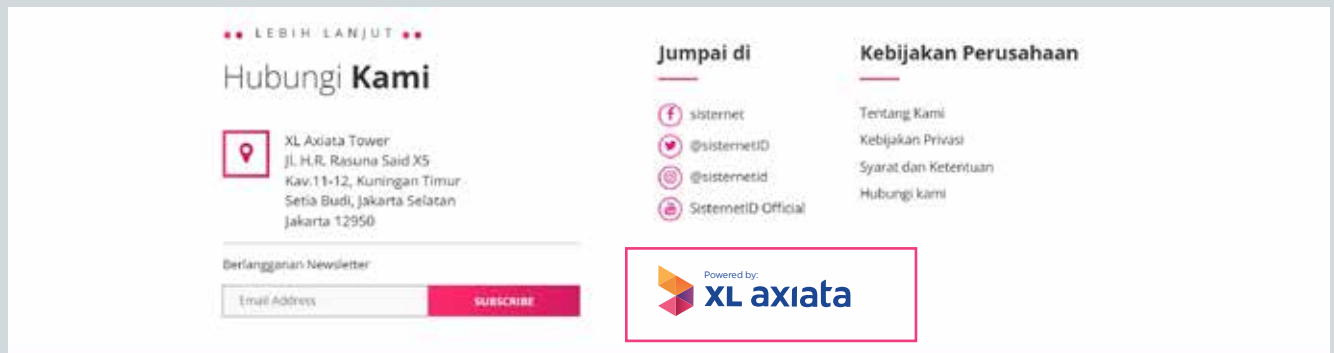 LEBIH LANJUT
Hubungi Kami
XL Axiata Tower
Jl. H.R. Rasuna Said X5
Kav.11-12, Kuningan Timur
Setia Budi, Jakarta Selatan
Jakarta 12950
Berlangganan Newsletter
Email Address
SUBSCRIBE
Jumpai di
sisternet
@sisternetID
@sisternetid
SisternetID Official
Kebijakan Perusahaan
Tentang Kami
Kebijakan Privasi
Syarat dan Ketentuan
Hubungi kami
Powered by:
XL axiata